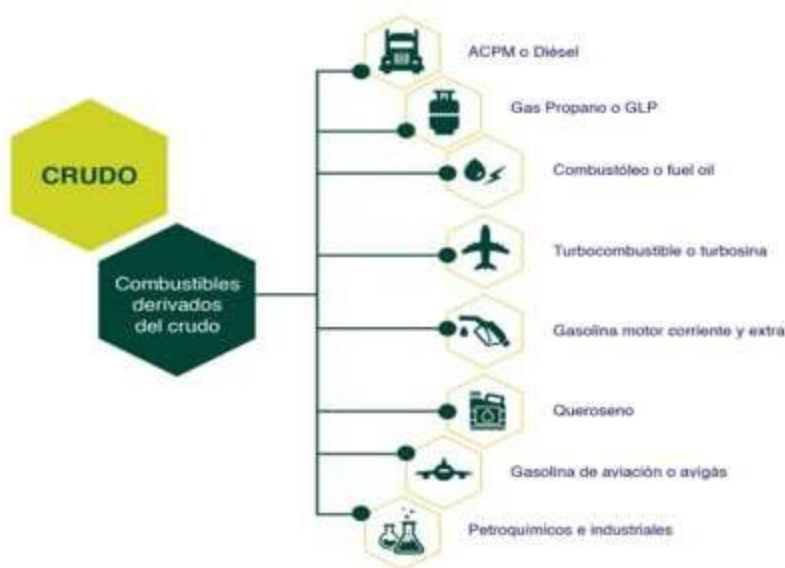 CRUDO
Combustibles
derivados
del crudo
ACPM o Diésel
Gas Propano o GLP
Combustóleo o fuel oil
Turbocombustible o turbosina
Gasolina motor corriente y extra
Queroseno
Gasolina de aviación o avigás
Petroquímicos e industriales